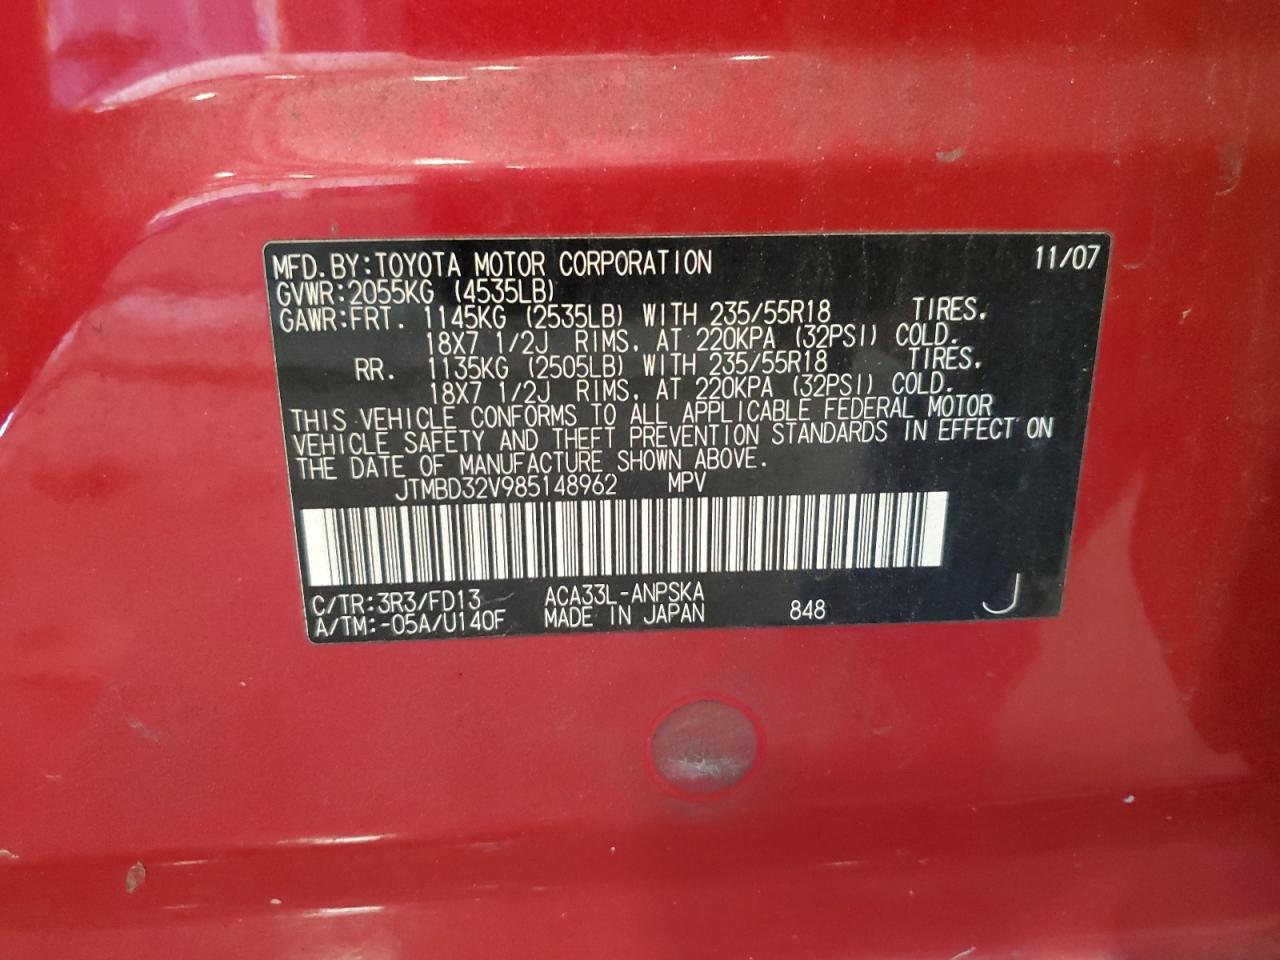 MFD. BY: TOYOTA MOTOR CORPORATION 11/07
GVWR: 2055KG (4535LB)
GAWR: FRT. 1145KG (2535LB) WITH 235/55R18 TIRES.
18X7 1/2J RIMS. AT 220KPA (32PSI) COLD.
RR. 1135KG (2505LB) WITH 235/55R18 TIRES.
18X7 1/2J RIMS. AT 220KPA (32PSI) COLD.
THIS VEHICLE CONFORMS TO ALL APPLICABLE FEDERAL MOTOR
VEHICLE SAFETY AND THEFT PREVENTION STANDARDS IN EFFECT ON
THE DATE OF MANUFACTURE SHOWN ABOVE.
JTMBD32V985148962 MPV
C/TR: 3R3/FD13 ACA33L-ANPSKA
A/TM: -05A/U140F MADE IN JAPAN 848 J